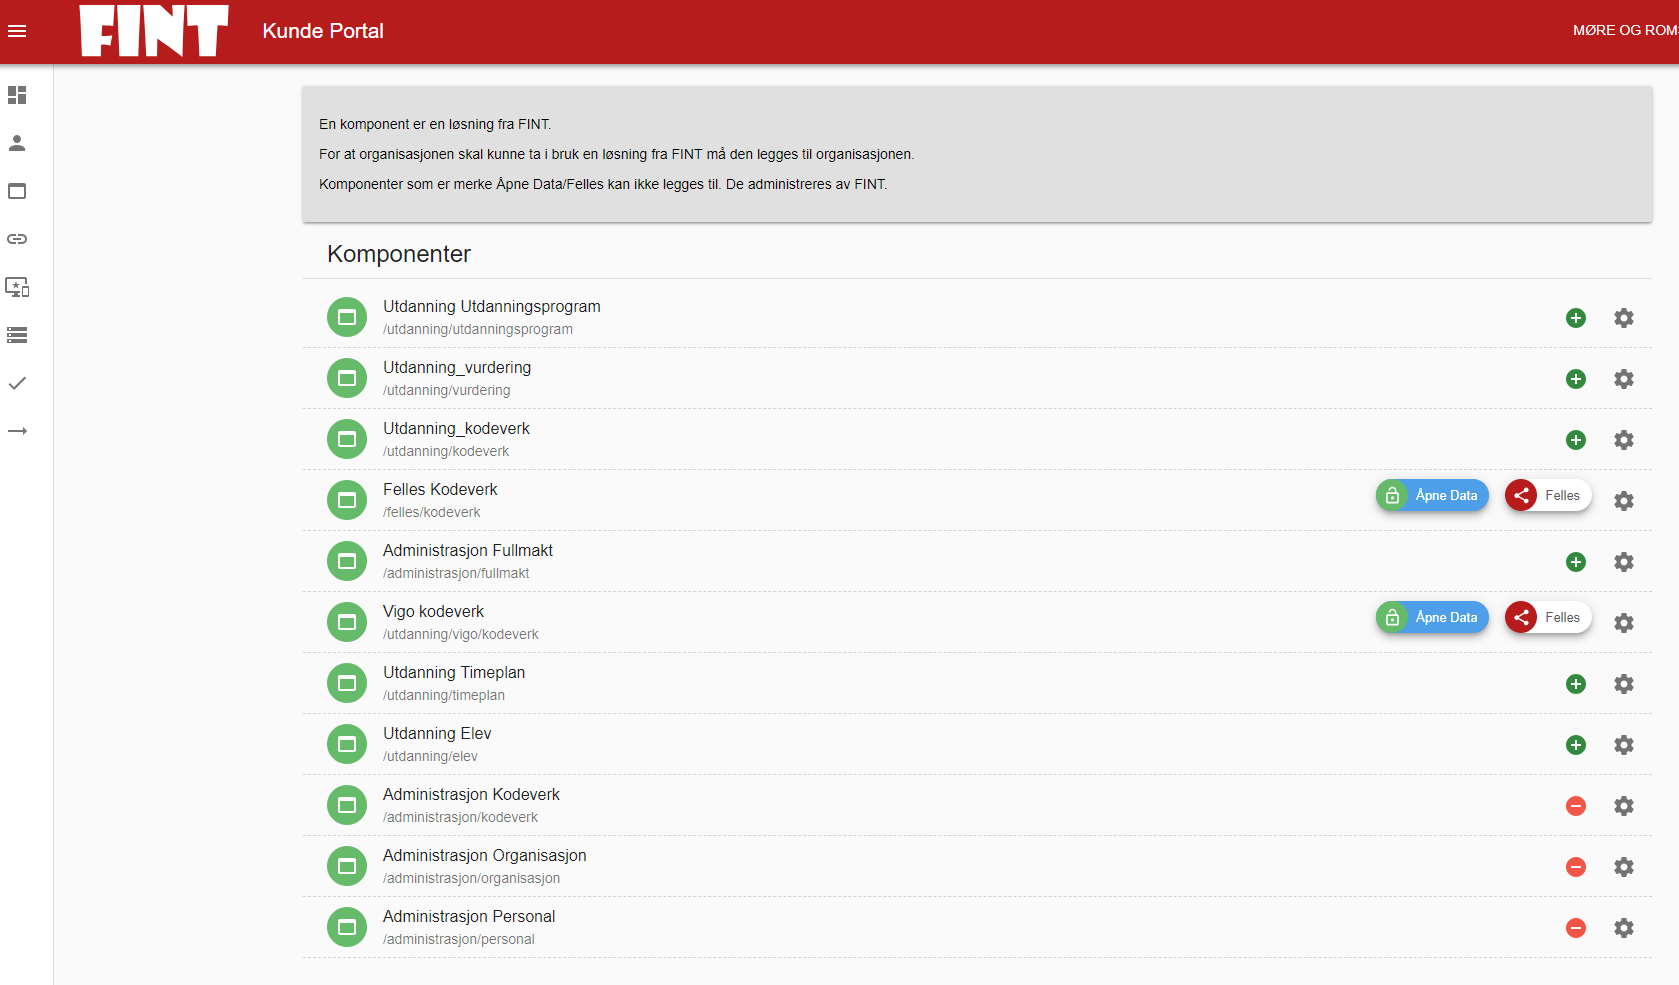 FINT
Kunde Portal
MØRE OG ROM
En komponent er en løsning fra FINT.
For at organisasjonen skal kunne ta i bruk en løsning fra FINT må den legges til organisasjonen.
Komponenter som er merke Åpne Data/Felles kan ikke legges til. De administreres av FINT.
Komponenter
Utdanning Utdanningsprogram
/utdanning/utdanningsprogram
Utdanning_vurdering
/utdanning/vurdering
Utdanning_kodeverk
/utdanning/kodeverk
Felles Kodeverk
/felles/kodeverk
Åpne Data
Felles
Administrasjon Fullmakt
/administrasjon/fullmakt
Vigo kodeverk
/utdanning/vigo/kodeverk
Åpne Data
Felles
Utdanning Timeplan
/utdanning/timeplan
Utdanning Elev
/utdanning/elev
Administrasjon Kodeverk
/administrasjon/kodeverk
Administrasjon Organisasjon
/administrasjon/organisasjon
Administrasjon Personal
/administrasjon/personal